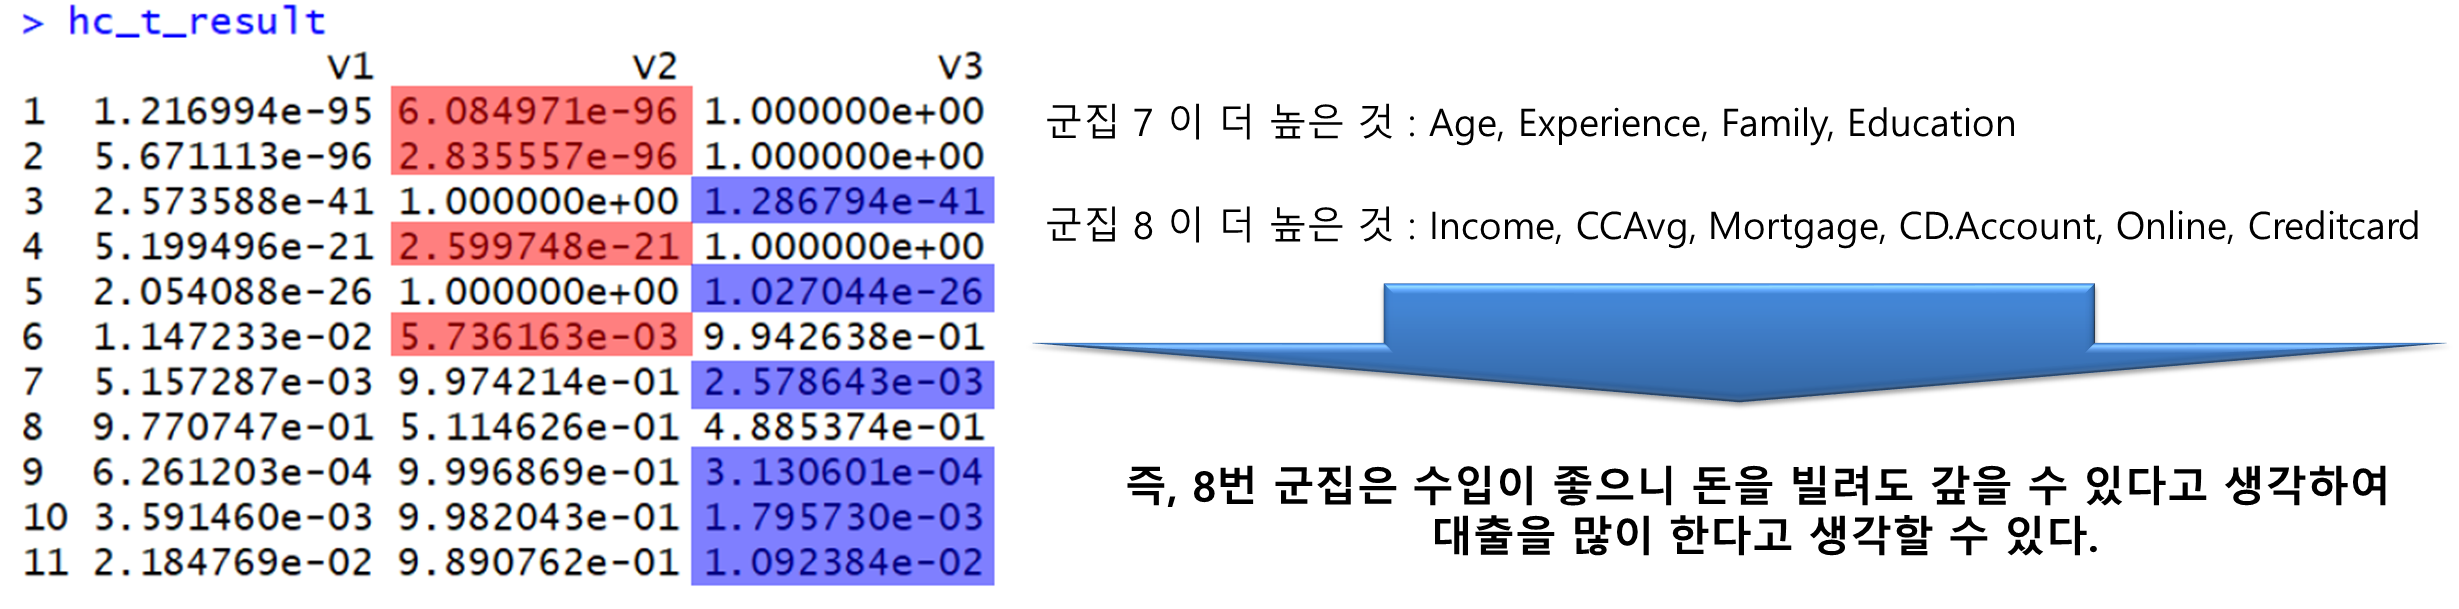 > hc_t_result
V1 V2 V3
1 1.216994e-95 6.084971e-96 1.000000e+00
2 5.671113e-96 2.835557e-96 1.000000e+00
3 2.573588e-41 1.000000e+00 1.286794e-41
4 5.199496e-21 2.599748e-21 1.000000e+00
5 2.054088e-26 1.000000e+00 1.027044e-26
6 1.147233e-02 5.736163e-03 9.942638e-01
7 5.157287e-03 9.974214e-01 2.578643e-03
8 9.770747e-01 5.114626e-01 4.885374e-01
9 6.261203e-04 9.996869e-01 3.130601e-04
10 3.591460e-03 9.982043e-01 1.795730e-03
11 2.184769e-02 9.890762e-01 1.092384e-02
군집 7 이 더 높은 것 : Age, Experience, Family, Education
군집 8 이 더 높은 것 : Income, CCAvg, Mortgage, CD.Account, Online, Creditcard
즉, 8번 군집은 수입이 좋으니 돈을 빌려도 갚을 수 있다고 생각하여
대출을 많이 한다고 생각할 수 있다.